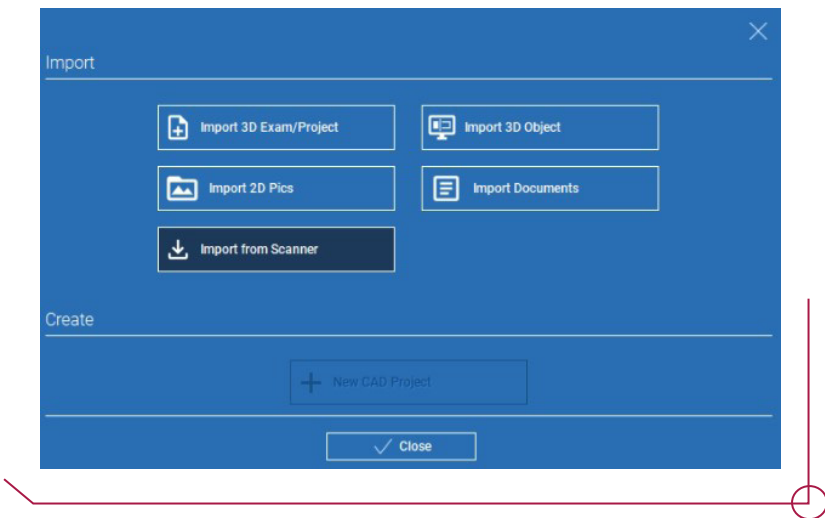 Import
Import 3D Exam/Project
Import 3D Object
Import 2D Pics
Import Documents
Import from Scanner
Create
New CAD Project
Close